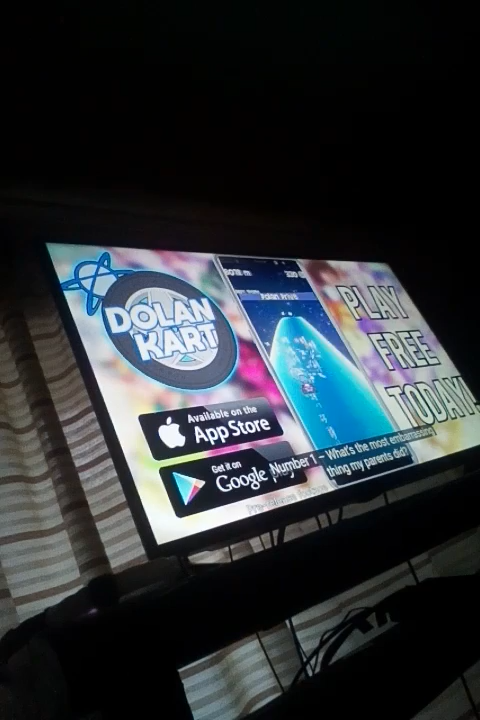 DOLAN
KART
Available on the
App Store
Get it on
Google play
PLAY
FREE
TODAY!
Number 1 ~ What's the most embarrassing
thing my parents did?